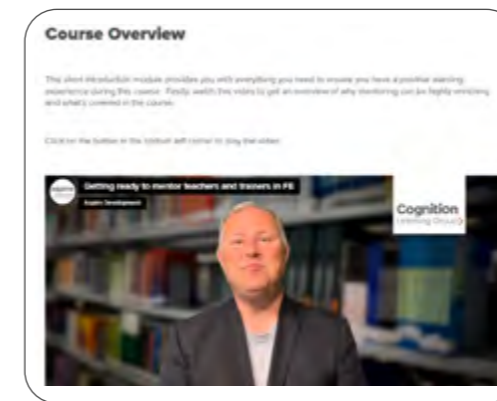 Course Overview
This short introduction module provides you with everything you need to ensure you have a positive learning
experience during this course. Firstly, watch this video to get an overview of why mentoring can be highly enriching
and what's covered in the course.
Click on the button in the bottom left corner to play the video.
Getting ready to mentor teachers and trainers in FE
Aspire Development
Cognition
Learning Group